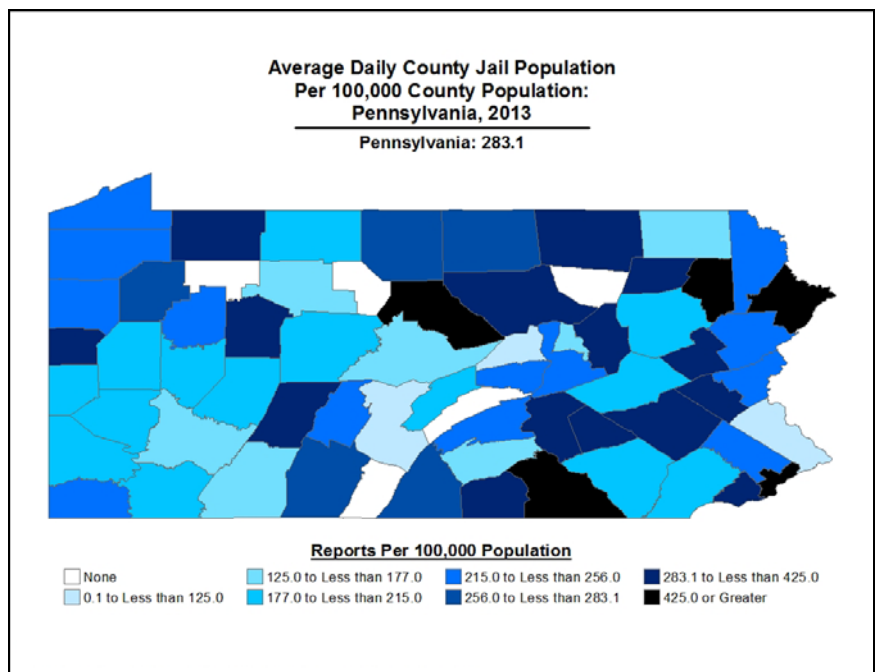 Average Daily County Jail Population
Per 100,000 County Population:
Pennsylvania, 2013
Pennsylvania: 283.1
Reports Per 100,000 Population
None
125.0 to Less than 177.0
215.0 to Less than 256.0
283.1 to Less than 425.0
0.1 to Less than 125.0
177.0 to Less than 215.0
256.0 to Less than 283.1
425.0 or Greater